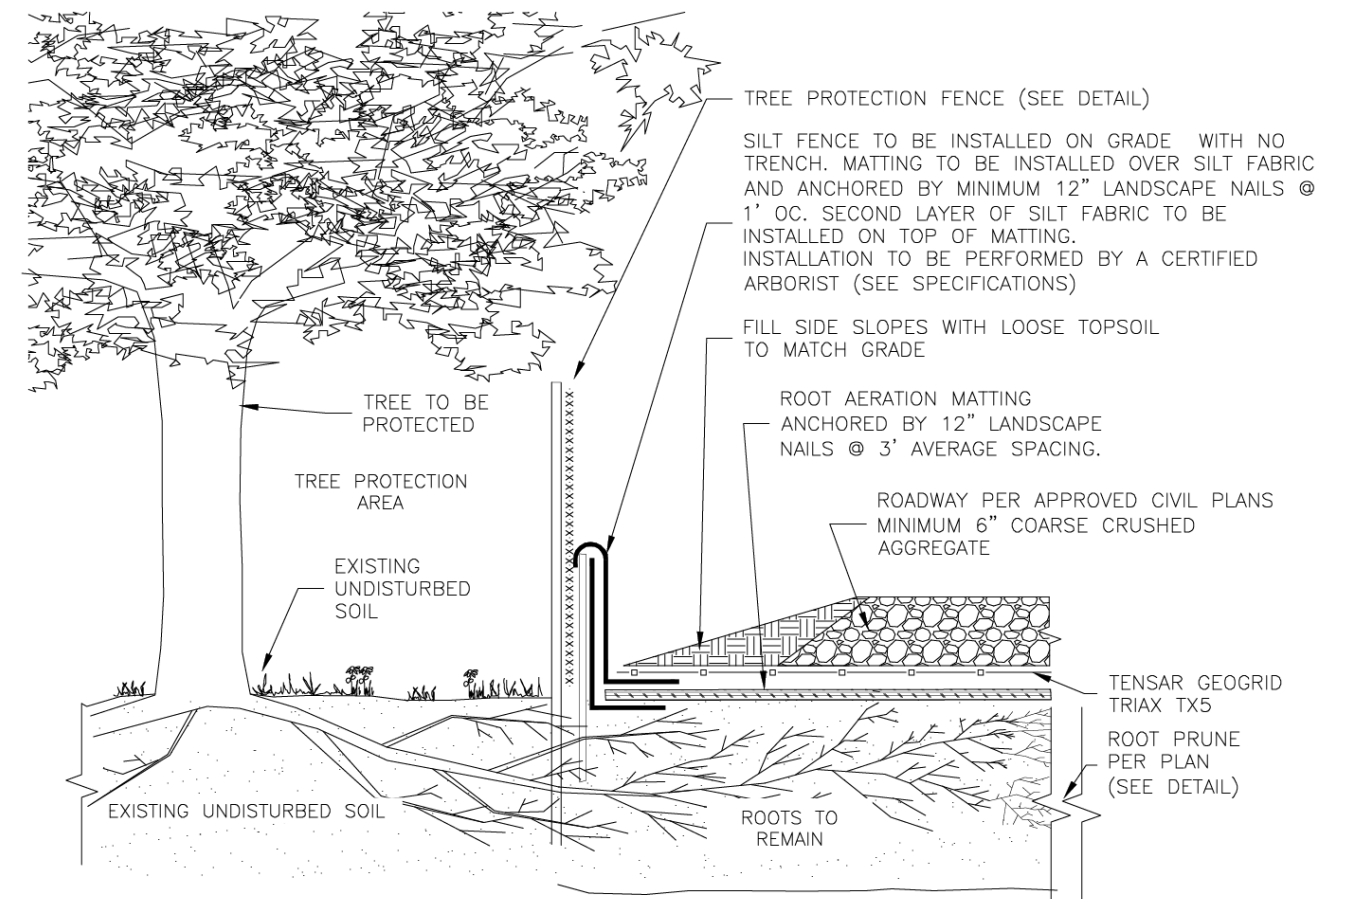 TREE PROTECTION FENCE (SEE DETAIL)
SILT FENCE TO BE INSTALLED ON GRADE WITH NO
TRENCH. MATTING TO BE INSTALLED OVER SILT FABRIC
AND ANCHORED BY MINIMUM 12” LANDSCAPE NAILS @
1’ OC. SECOND LAYER OF SILT FABRIC TO BE
INSTALLED ON TOP OF MATTING.
INSTALLATION TO BE PERFORMED BY A CERTIFIED
ARBORIST (SEE SPECIFICATIONS)
FILL SIDE SLOPES WITH LOOSE TOPSOIL
TO MATCH GRADE
ROOT AERATION MATTING
ANCHORED BY 12” LANDSCAPE
NAILS @ 3’ AVERAGE SPACING.
TREE TO BE
PROTECTED
TREE PROTECTION
AREA
ROADWAY PER APPROVED CIVIL PLANS
MINIMUM 6” COARSE CRUSHED
AGGREGATE
EXISTING
UNDISTURBED
SOIL
TENSAR GEOGRID
TRIAX TX5
ROOT PRUNE
PER PLAN
(SEE DETAIL)
EXISTING UNDISTURBED SOIL
ROOTS TO
REMAIN